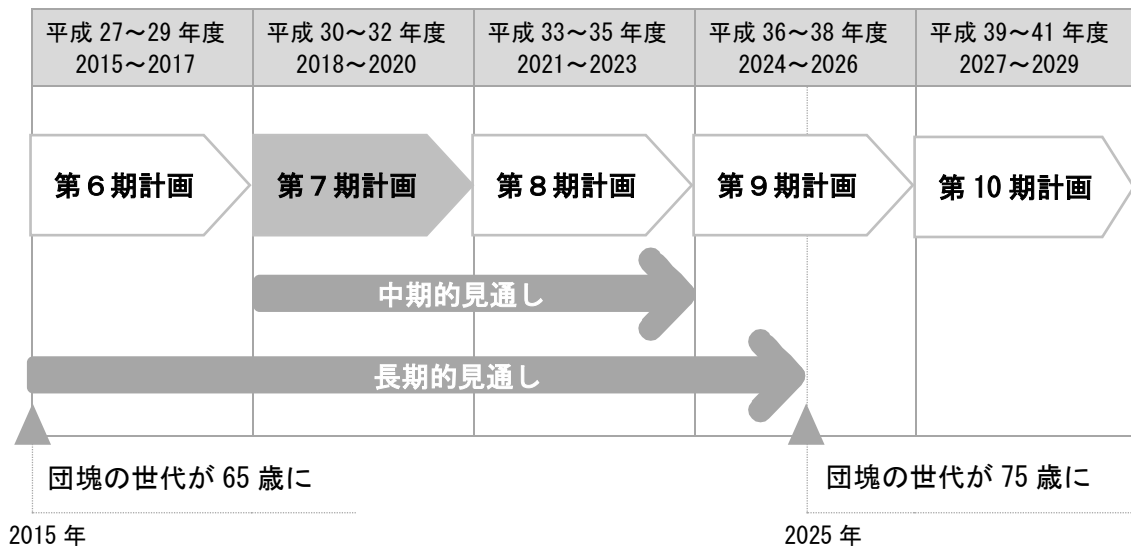 平成 27～29 年度
2015～2017
平成 30～32 年度
2018～2020
平成 33～35 年度
2021～2023
平成 36～38 年度
2024～2026
平成 39～41 年度
2027～2029
第６期計画
第７期計画
第８期計画
第９期計画
第 10 期計画
中期的見通し
長期的見通し
団塊の世代が 65 歳に
団塊の世代が 75 歳に
2015 年
2025 年